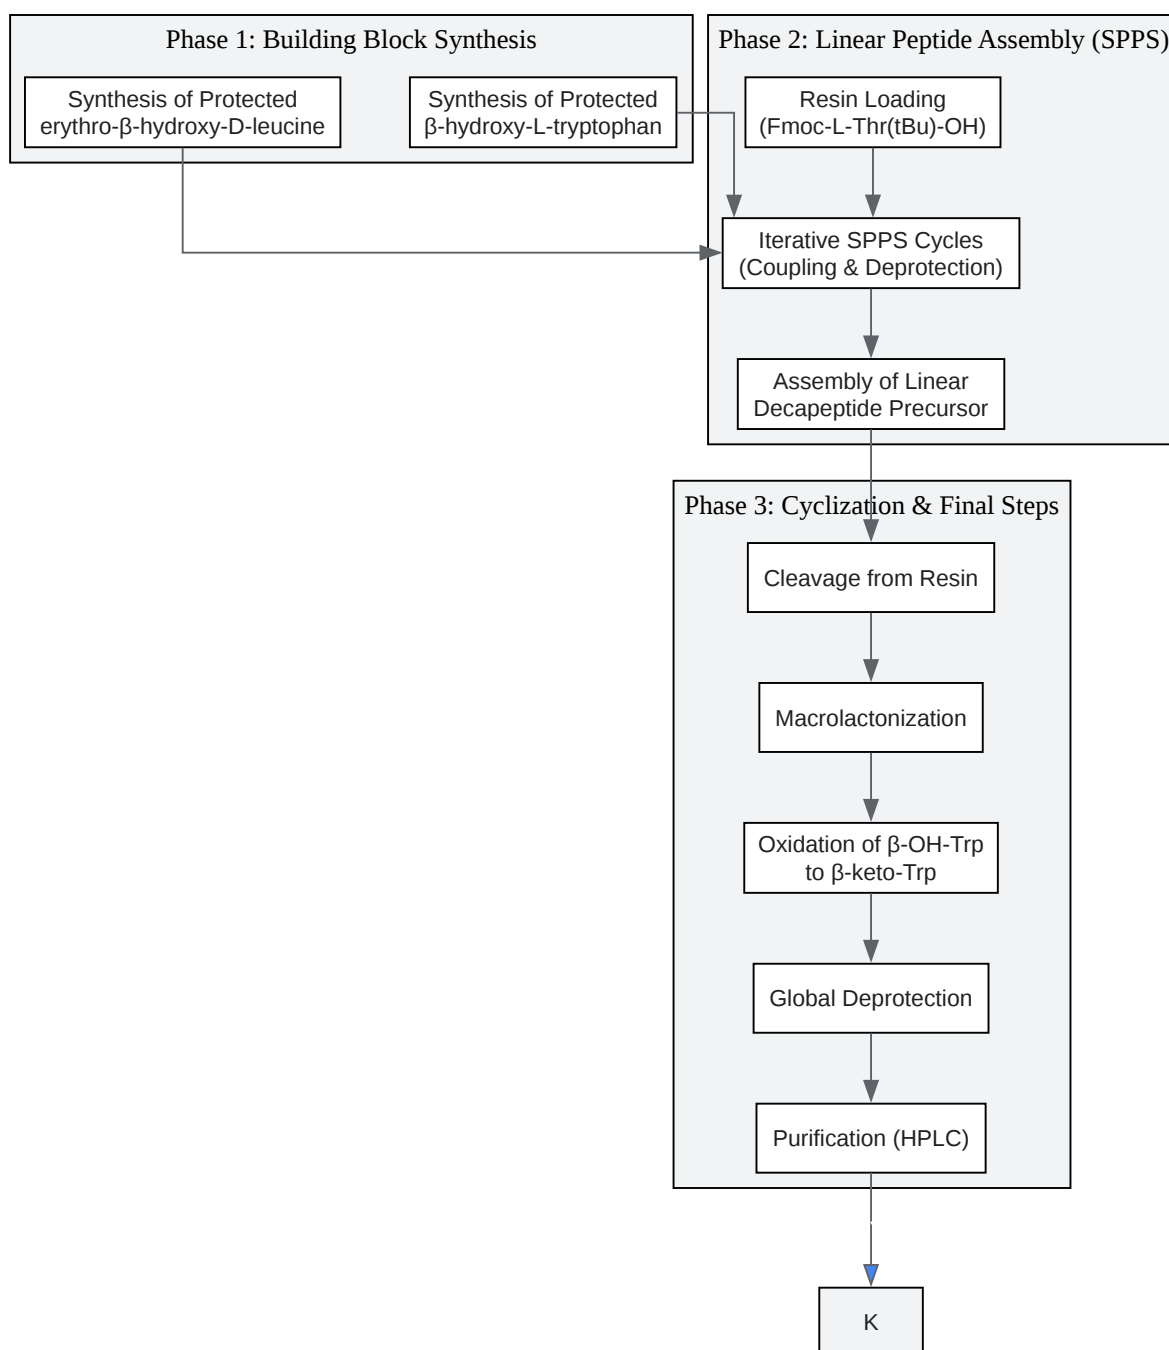 Phase 1: Building Block Synthesis
Synthesis of Protected
erythro-β-hydroxy-D-leucine
Synthesis of Protected
β-hydroxy-L-tryptophan
Phase 2: Linear Peptide Assembly (SPPS)
Resin Loading
(Fmoc-L-Thr(tBu)-OH)
Iterative SPPS Cycles
(Coupling & Deprotection)
Assembly of Linear
Decapeptide Precursor
Phase 3: Cyclization & Final Steps
Cleavage from Resin
Macrolactonization
Oxidation of β-OH-Trp
to β-keto-Trp
Global Deprotection
Purification (HPLC)
K